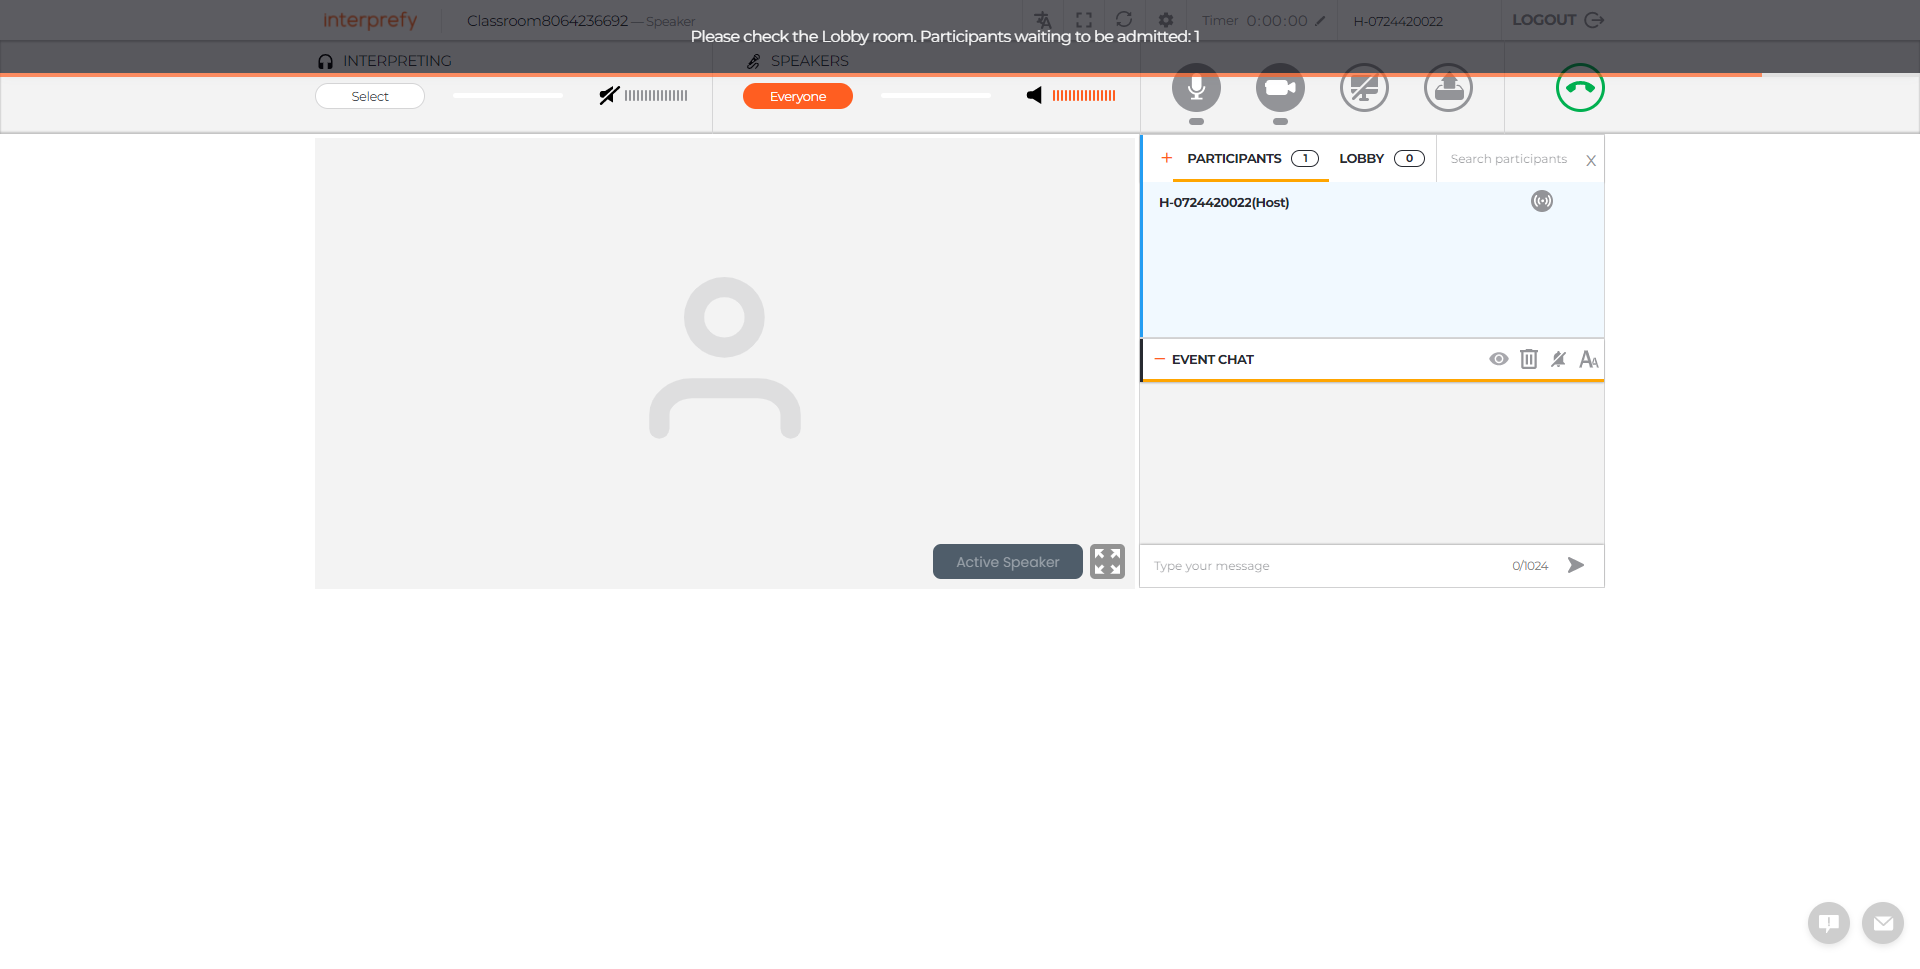 interprefy
Classroom8064236692 — Speaker
Timer 0:00:00
H-0724420022
LOGOUT
Please check the Lobby room. Participants waiting to be admitted: 1
INTERPRETING
SPEAKERS
Select
Everyone
PARTICIPANTS 1
LOBBY 0
Search participants
X
H-0724420022(Host)
EVENT CHAT
Active Speaker
Type your message
0/1024